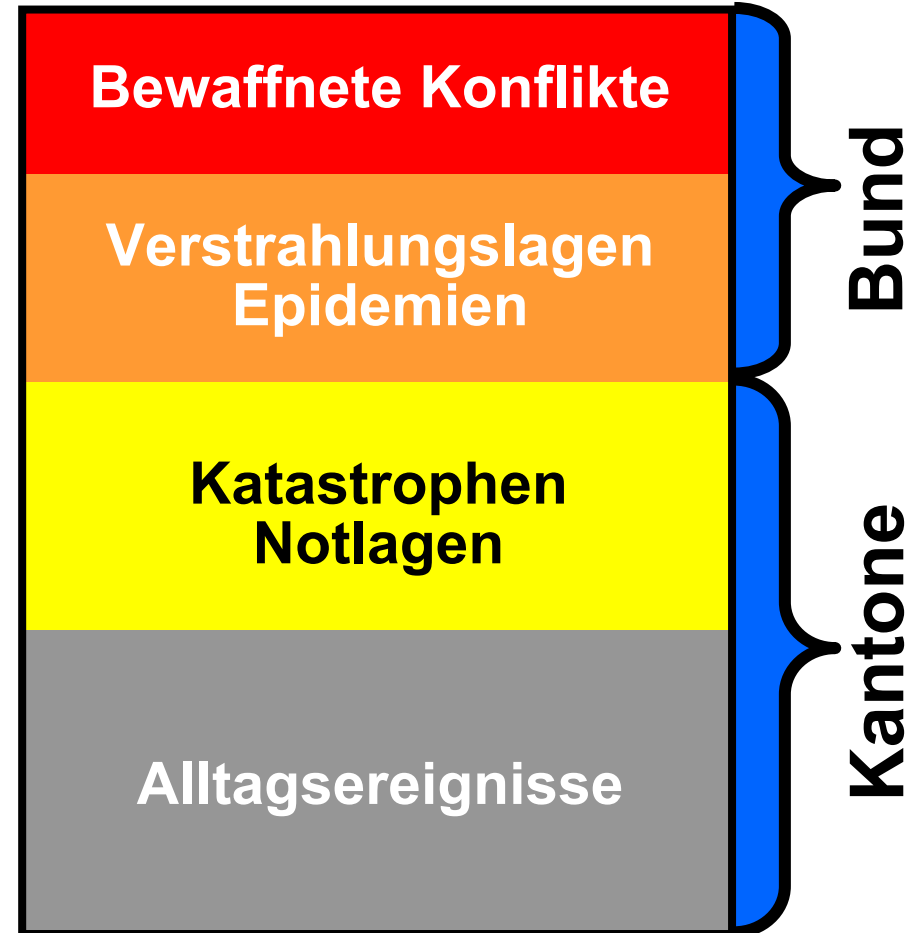 Bewaffnete Konflikte
Verstrahlungslagen
Epidemien
Bund
Katastrophen
Notlagen
Alltagsereignisse
Kantone